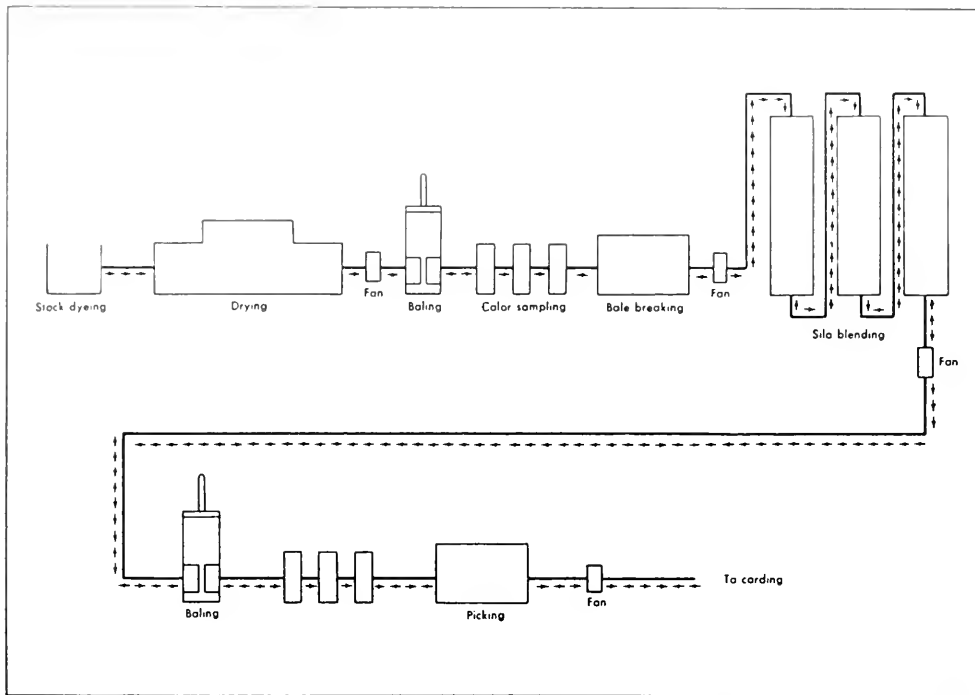 Stock dyeing
Drying
Fan
Baling
Color sampling
Bale breaking
Fan
Silo blending
Fan
Baling
Picking
Fan
To carding